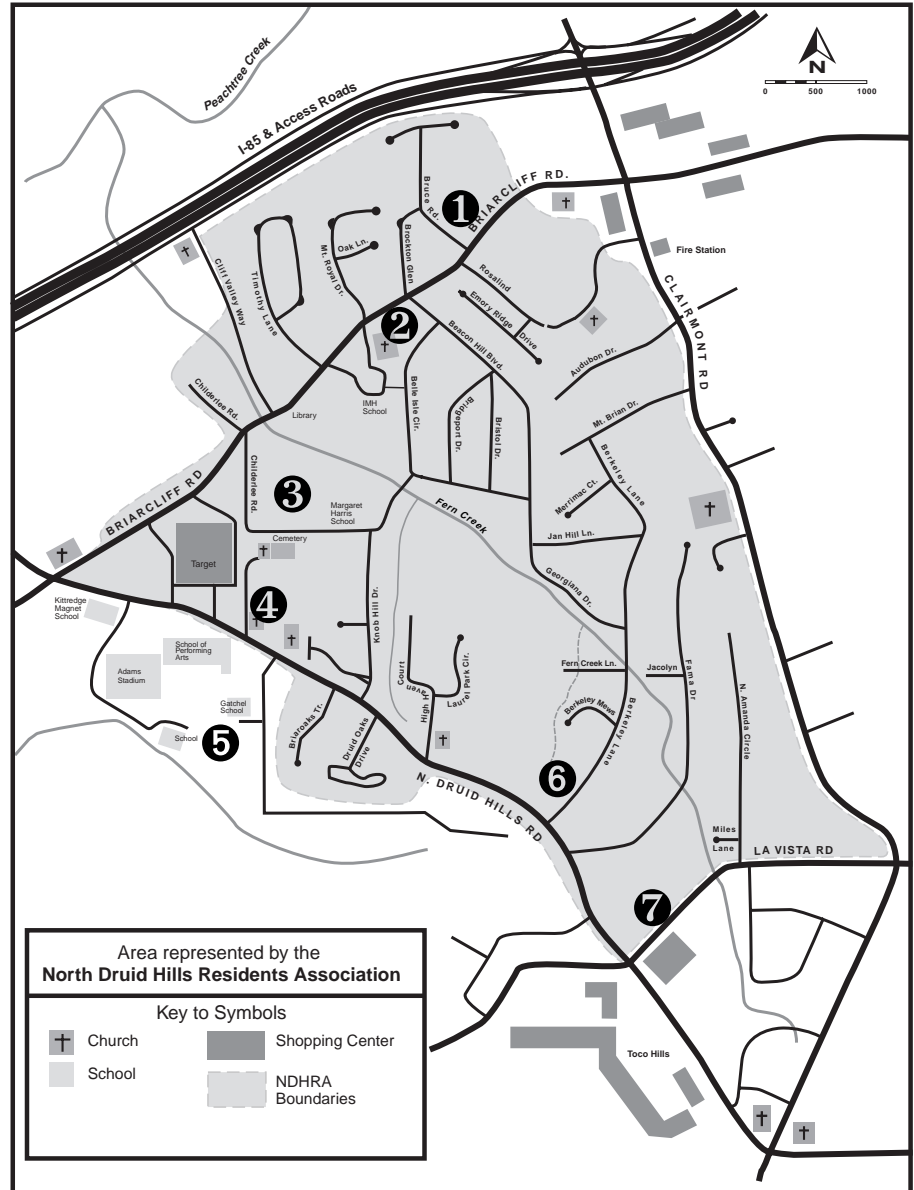 Peachtree Creek
I-85 & Access Roads
N
0 500 1000
Bruce Rd.
1
BRIARCLIFF RD.
Fire Station
CLAIRMONT RD
Brockton Glen
Oak Ln.
Mt. Royal Dr.
Timothy Lane
Cliff Valley Way
Rosalind
Emory Ridge
Drive
2
Beacon Hill Blvd.
Audubon Dr.
Childerlee Rd.
Library
IMH
School
Belle Isle Cir.
Bridgeport Dr.
Bristol Dr.
Mt. Brian Dr.
Berkeley Lane
Merrimac Ct.
BRIARCLIFF RD
Childerlee Rd.
3
Margaret
Harris
School
Fern Creek
Jan Hill Ln.
Cemetery
Target
Georgiana Dr.
4
Kittredge
Magnet
School
Knob Hill Dr.
School of
Performing
Arts
Adams
Stadium
Court
High Haven
Laurel Park Cir.
Fern Creek Ln.
Jacolyn
Fama Dr
N. Amanda Circle
Gatchel
School
School
5
Briaroaks Tr.
Druid Oaks
Drive
Berkeley Mews
Berkeley Lane
6
N. DRUID HILLS RD
Miles
Lane
LA VISTA RD
7
Toco Hills
Area represented by the
North Druid Hills Residents Association
Key to Symbols
Church
Shopping Center
School
NDHRA
Boundaries